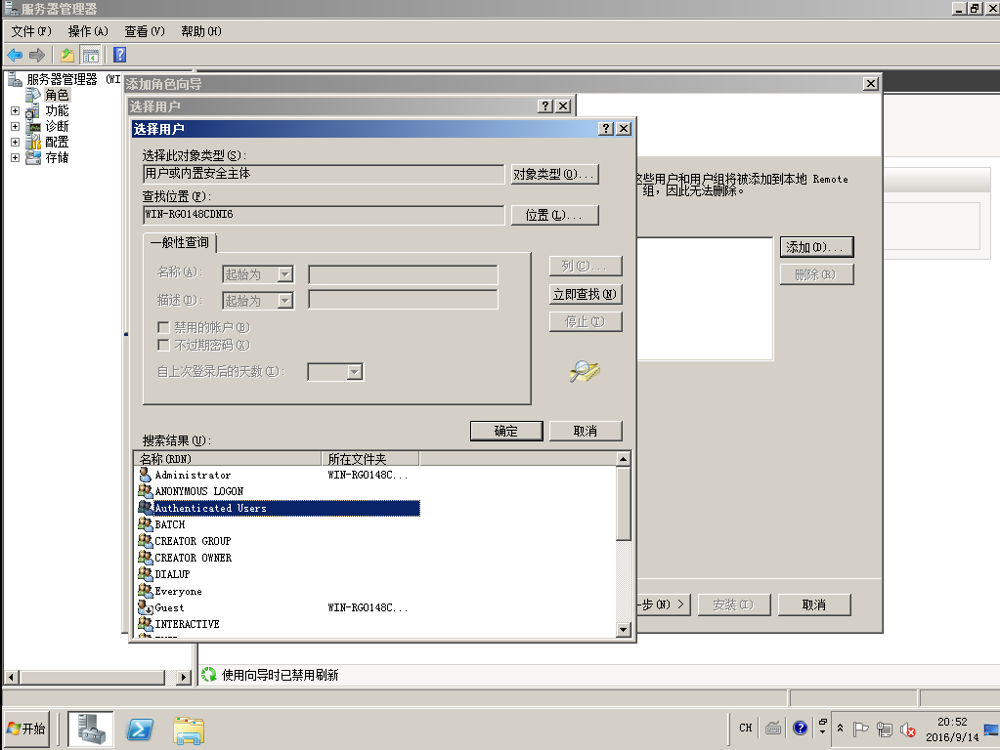 服务器管理器
文件(F) 操作(A) 查看(V) 帮助(H)
服务器管理器 (WI
角色
功能
诊断
配置
存储
添加角色向导
选择用户
选择用户
选择此对象类型(S):
用户或内置安全主体
对象类型(O)...
查找位置(F):
WIN-RG0148CDNI6
位置(L)...
一般性查询
名称(A): 起始为
描述(D): 起始为
禁用的帐户(B)
不过期密码(X)
自上次登录后的天数(I):
列(C)...
立即查找(N)
停止(T)
确定 取消
搜索结果(U):
名称(RDN) 所在文件夹
Administrator WIN-RG0148C...
ANONYMOUS LOGON
Authenticated Users
BATCH
CREATOR GROUP
CREATOR OWNER
DIALUP
Everyone
Guest WIN-RG0148C...
INTERACTIVE
这些用户和用户组将被添加到本地 Remote
组，因此无法删除。
添加(D)...
删除(R)
步(N) > 安装(I) 取消
使用向导时已禁用刷新
开始
CH
20:52
2016/9/14